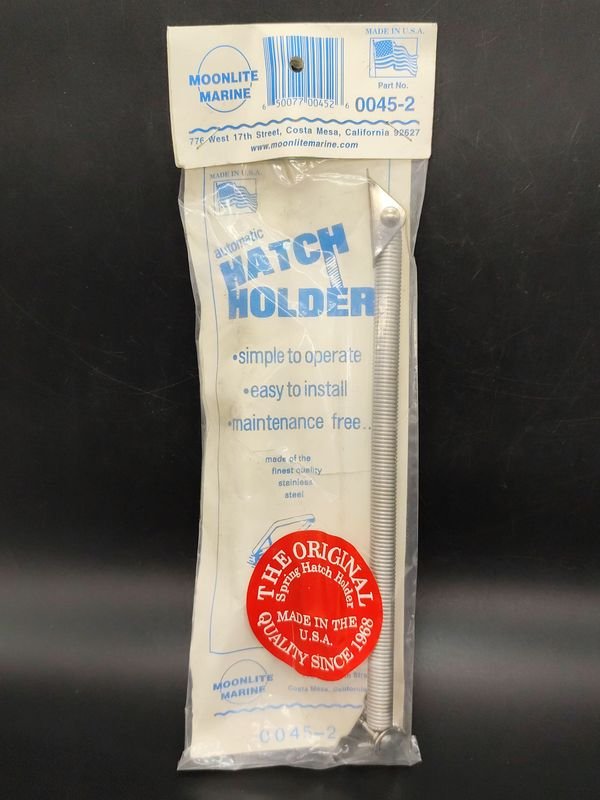 MOONLITE
MARINE
6 50077 00452 6
MADE IN U.S.A.
Part No.
0045-2
776 West 17th Street, Costa Mesa, California 92627
www.moonlitemarine.com
MADE IN U.S.A.
automatic
HATCH
HOLDER
•simple to operate
•easy to install
•maintenance free..
made of the
finest quality
stainless
steel
THE ORIGINAL
Spring Hatch Holder
MADE IN THE
U.S.A.
QUALITY SINCE 1968
MOONLITE
MARINE
Costa Mesa, California
0045-2